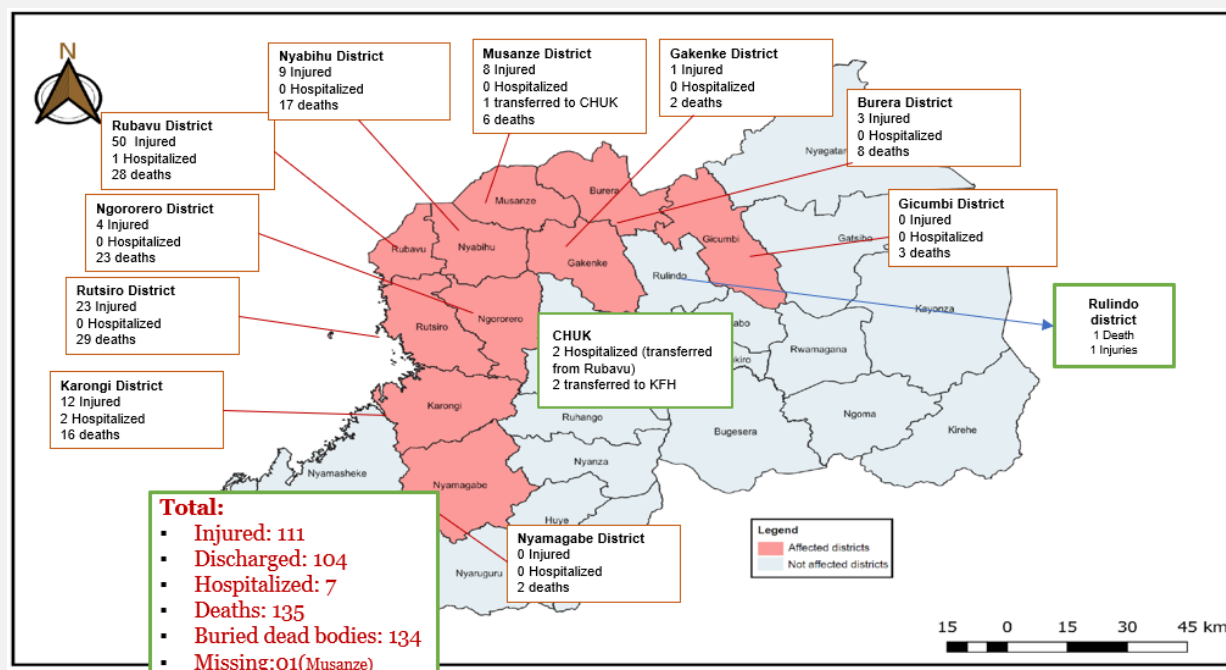 N
Nyabihu District
9 Injured
0 Hospitalized
17 deaths
Musanze District
8 Injured
0 Hospitalized
1 transferred to CHUK
6 deaths
Gakenke District
1 Injured
0 Hospitalized
2 deaths
Burera District
3 Injured
0 Hospitalized
8 deaths
Rubavu District
50 Injured
1 Hospitalized
28 deaths
Ngororero District
4 Injured
0 Hospitalized
23 deaths
Gicumbi District
0 Injured
0 Hospitalized
3 deaths
Rutsiro District
23 Injured
0 Hospitalized
29 deaths
Rulindo
district
1 Death
1 Injuries
CHUK
2 Hospitalized (transferred
from Rubavu)
2 transferred to KFH
Karongi District
12 Injured
2 Hospitalized
16 deaths
Nyagatar
Burera
Musanze
Gicumbi
Gatsibo
Rubavu
Nyabihu
Gakenke
Rulindo
Kayonza
Rutsiro
Ngororero
abo
Rwamagana
ukiro
Karongi
Ruhango
Bugesera
Ngoma
Kirehe
Nyamasheke
Nyanza
Nyamagabe
Huye
Nyaruguru
Total:
▪ Injured: 111
▪ Discharged: 104
▪ Hospitalized: 7
▪ Deaths: 135
▪ Buried dead bodies: 134
▪ Missing:01(Musanze)
Nyamagabe District
0 Injured
0 Hospitalized
2 deaths
Legend
Affected districts
Not affected districts
15 0 15 30 45 km